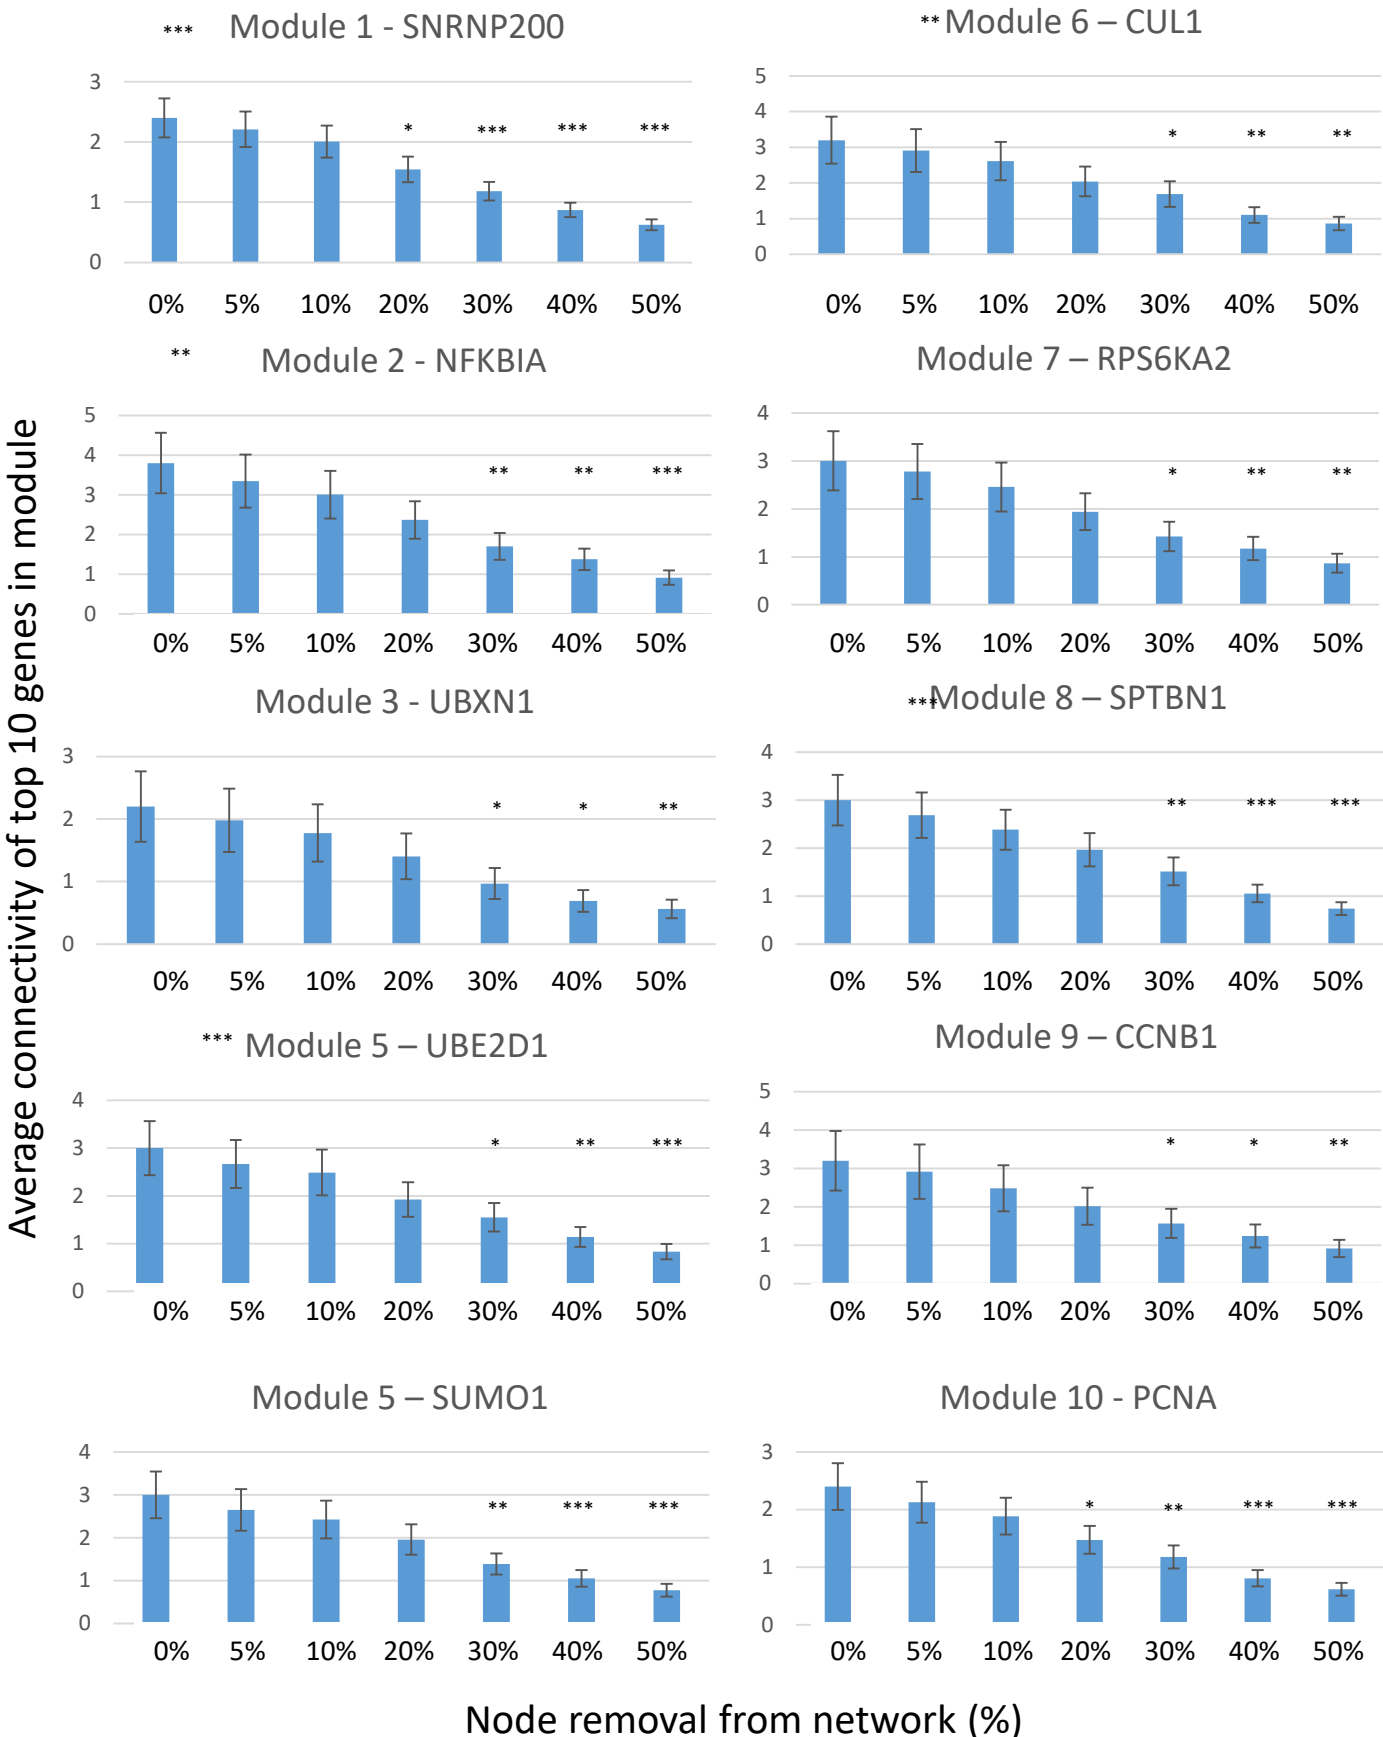 Average connectivity of top 10 genes in module
*** Module 1 - SNRNP200
3
2
1
0
* *** *** ***
0% 5% 10% 20% 30% 40% 50%
** Module 2 - NFKBIA
5
4
3
2
1
0
** ** ***
0% 5% 10% 20% 30% 40% 50%
Module 3 - UBXN1
3
2
1
0
* * **
0% 5% 10% 20% 30% 40% 50%
*** Module 5 – UBE2D1
4
3
2
1
0
* ** ***
0% 5% 10% 20% 30% 40% 50%
Module 5 – SUMO1
4
3
2
1
0
** *** ***
0% 5% 10% 20% 30% 40% 50%
** Module 6 – CUL1
5
4
3
2
1
0
* ** **
0% 5% 10% 20% 30% 40% 50%
Module 7 – RPS6KA2
4
3
2
1
0
* ** **
0% 5% 10% 20% 30% 40% 50%
*** Module 8 – SPTBN1
4
3
2
1
0
** *** ***
0% 5% 10% 20% 30% 40% 50%
Module 9 – CCNB1
5
4
3
2
1
0
* * **
0% 5% 10% 20% 30% 40% 50%
Module 10 - PCNA
3
2
1
0
* ** *** ***
0% 5% 10% 20% 30% 40% 50%
Node removal from network (%)